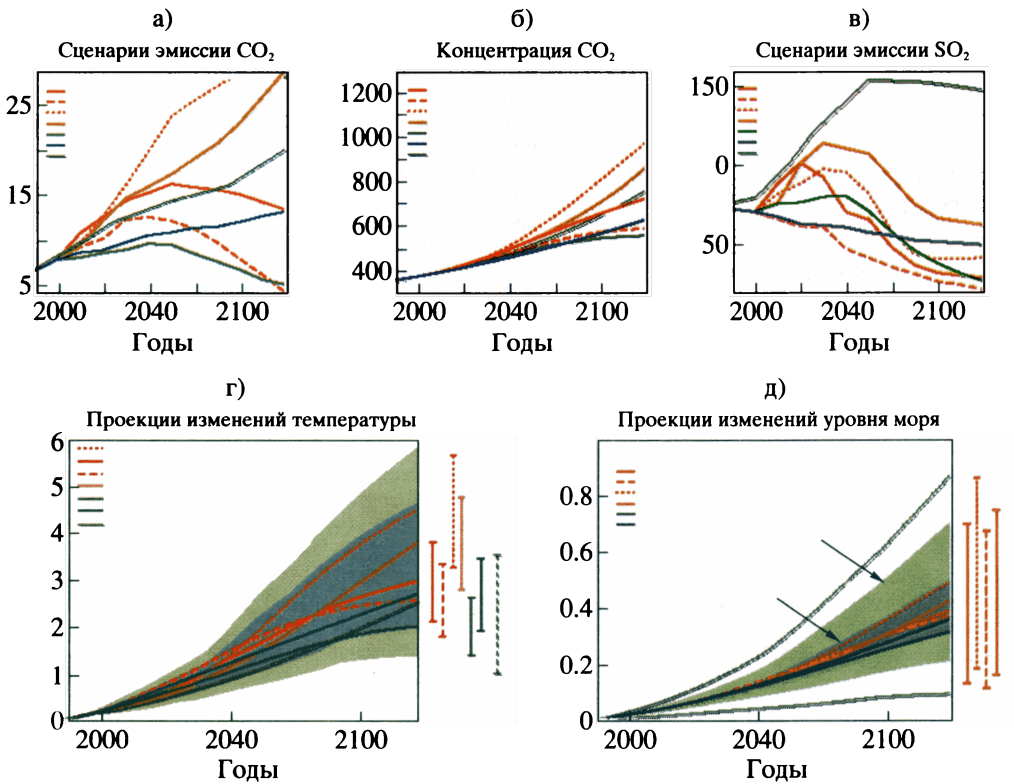 а)
Сценарии эмиссии CO₂
25
15
5
2000 2040 2100
Годы
б)
Концентрация CO₂
1200
1000
800
600
400
2000 2040 2100
Годы
в)
Сценарии эмиссии SO₂
150
0
50
2000 2040 2100
Годы
г)
Проекции изменений температуры
6
5
4
3
2
1
0
2000 2040 2100
Годы
д)
Проекции изменений уровня моря
0.8
0.6
0.4
0.2
0
2000 2040 2100
Годы